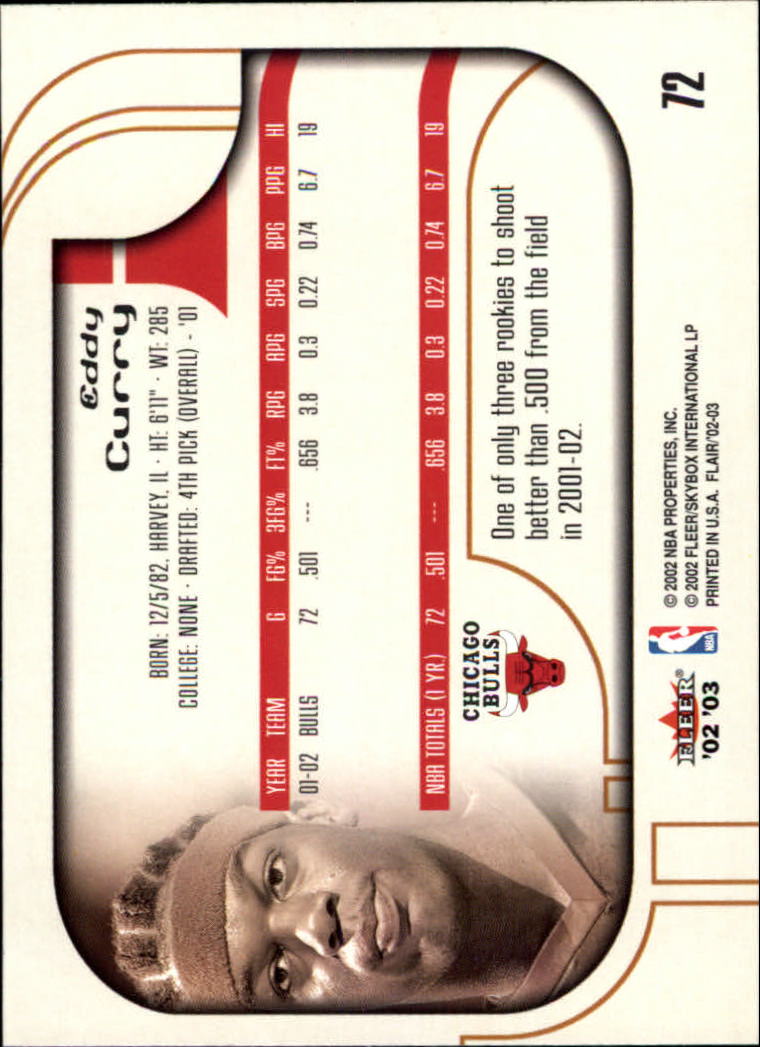 Eddy
Curry
BORN: 12/5/82, HARVEY, IL · HT: 6'11" · WT: 285
COLLEGE: NONE · DRAFTED: 4TH PICK (OVERALL) - '01
YEAR TEAM G FG% 3FG% FT% RPG APG SPG BPG PPG HI
01-02 BULLS 72 .501 --- .656 3.8 0.3 0.22 0.74 6.7 19
NBA TOTALS (1 YR.) 72 .501 --- .656 3.8 0.3 0.22 0.74 6.7 19
CHICAGO
BULLS
One of only three rookies to shoot
better than .500 from the field
in 2001-02.
FLEER®
'02 '03
NBA
© 2002 NBA PROPERTIES, INC.
© 2002 FLEER/SKYBOX INTERNATIONAL LP
PRINTED IN U.S.A. FLAIR/'02-03
72